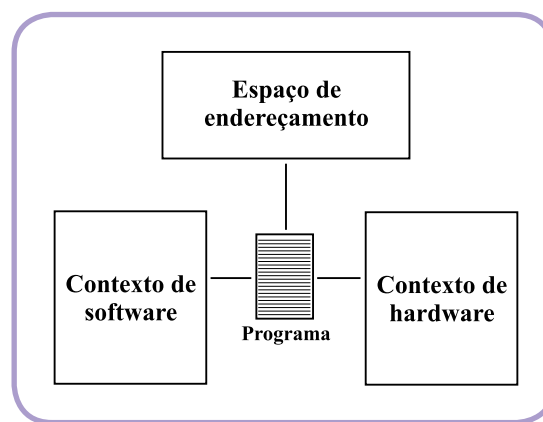 Espaço de
endereçamento
Contexto de
software
Programa
Contexto de
hardware